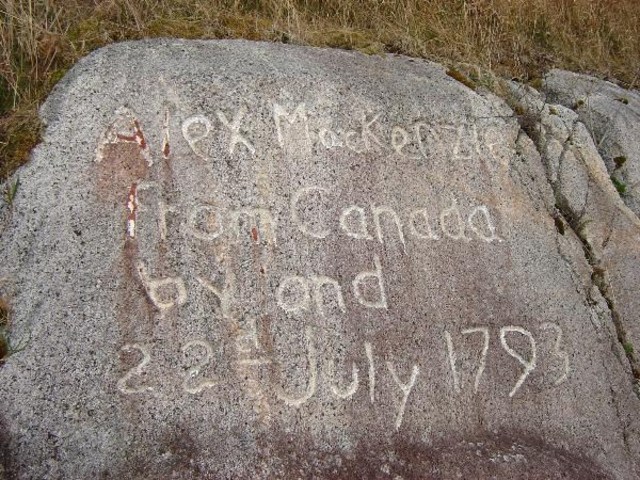 Alex MacKenzie
from Canada
by land
22d July 1793